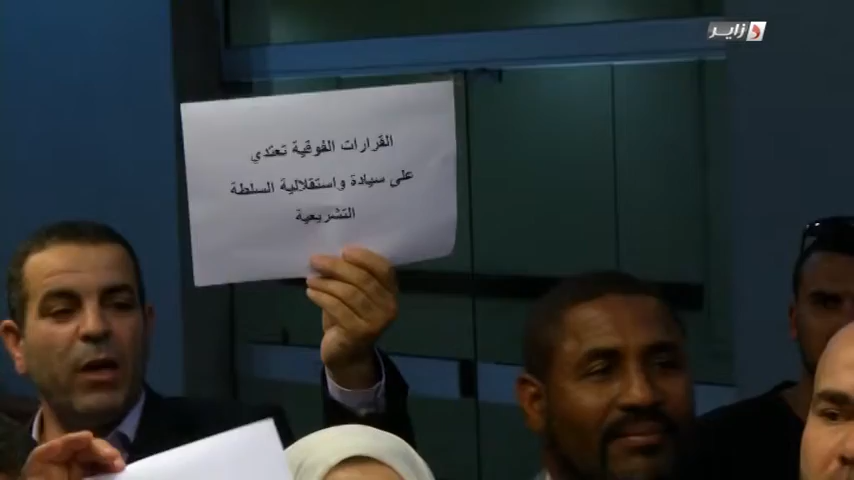 زاير
القرارات الفوقية تعتدي
على سيادة واستقلالية السلطة
التشريعية